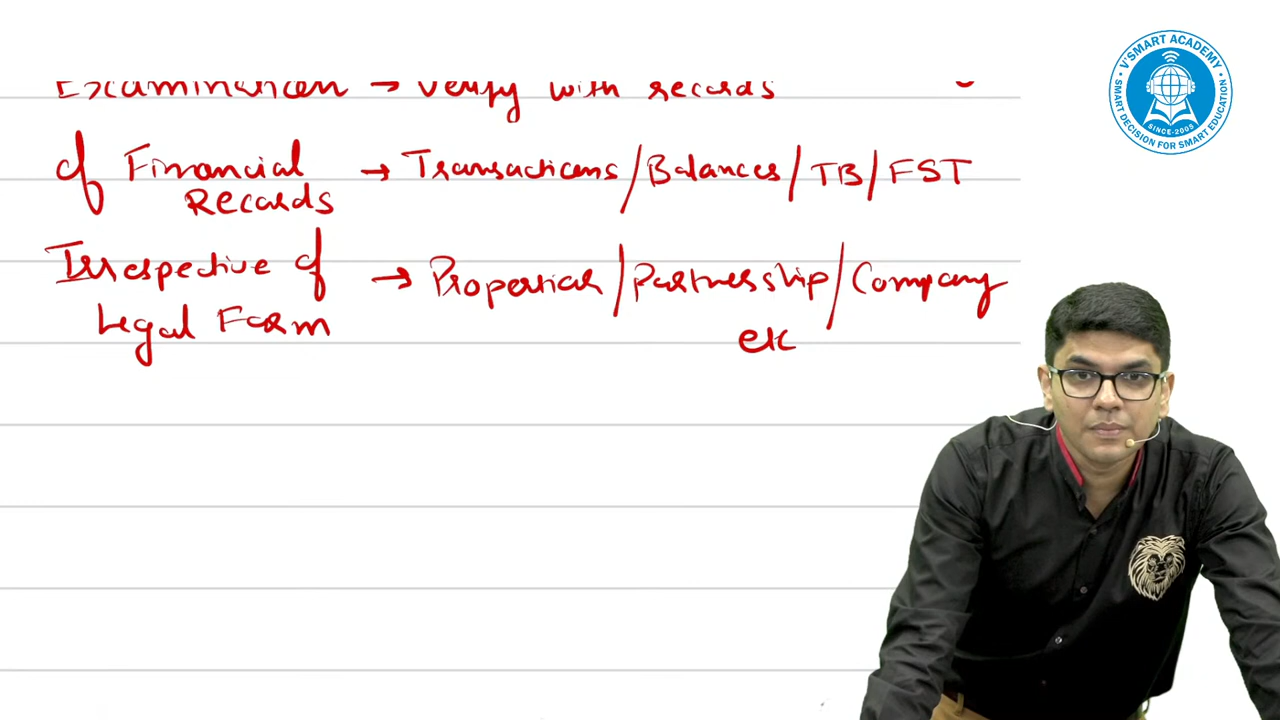 Examination → verify with records
of Financial → Transactions/Balances/TB/FST
Records
Irrespective of → Properties/Partnership/Company
Legal Form etc
V'SMART ACADEMY
SINCE-2005
SMART DECISION FOR SMART EDUCATION